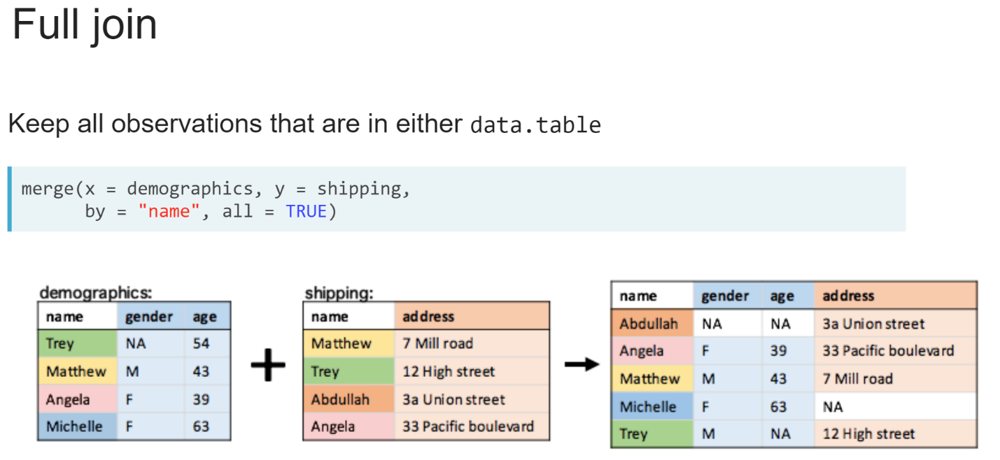 Full join
Keep all observations that are in either data.table
merge(x = demographics, y = shipping,
by = "name", all = TRUE)
demographics:
name gender age
Trey NA 54
Matthew M 43
Angela F 39
Michelle F 63
shipping:
name address
Matthew 7 Mill road
Trey 12 High street
Abdullah 3a Union street
Angela 33 Pacific boulevard
name gender age address
Abdullah NA NA 3a Union street
Angela F 39 33 Pacific boulevard
Matthew M 43 7 Mill road
Michelle F 63 NA
Trey M NA 12 High street